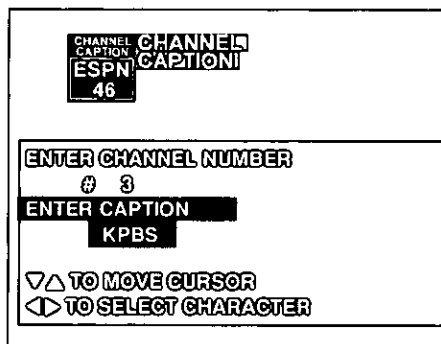 CHANNEL CAPTION
ESPN
46
CHANNEL
CAPTION
ENTER CHANNEL NUMBER
# 3
ENTER CAPTION
KPBS
▽△ TO MOVE CURSOR
◁▷ TO SELECT CHARACTER